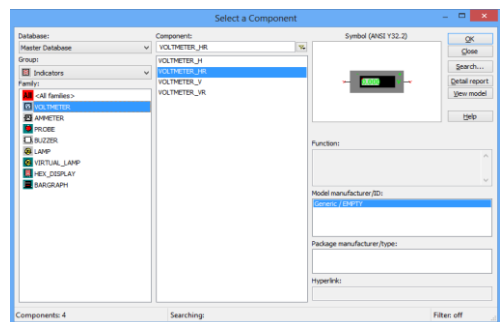 Select a Component
Database:
Master Database
Group:
Indicators
Family:
<All families>
VOLTMETER
AMMETER
PROBE
BUZZER
LAMP
VIRTUAL_LAMP
HEX_DISPLAY
BARGRAPH
Component:
VOLTMETER_HR
VOLTMETER_H
VOLTMETER_HR
VOLTMETER_V
VOLTMETER_VR
Symbol (ANSI Y32.2)
Function:
Model manufacturer/ID:
Generic / EMPTY
Package manufacturer/type:
Hyperlink:
OK
Close
Search...
Detail report
View model
Help
Components: 4
Searching:
Filter: off